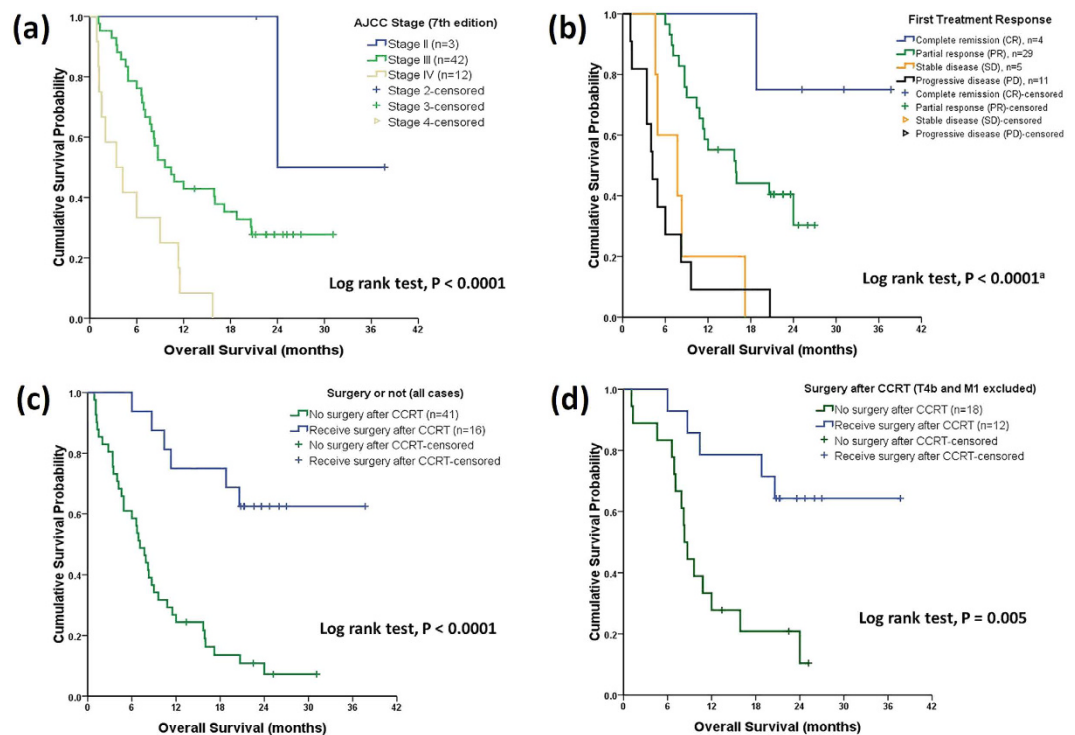 (a)
AJCC Stage (7th edition)
Stage II (n=3)
Stage III (n=42)
Stage IV (n=12)
2-censored
3-censored
Stage 4-censored
Cumulative Survival Probability
1.0
0.8
0.6
0.4
0.2
0.0
Log rank test, P < 0.0001
0 6 12 18 24 30 36 42
Overall Survival (months)
(b)
First Treatment Response
Complete remission (CR), n=4
Partial response (PR), n=29
Stable disease (SD), n=5
Progressive disease (PD), n=11
Complete remission (CR)-censored
Partial response (PR)-censored
Stable disease (SD)-censored
Progressive disease (PD)-censored
Cumulative Survival Probability
1.0
0.8
0.6
0.4
0.2
0.0
Log rank test, P < 0.0001ª
0 6 12 18 24 30 36 42
Overall Survival (months)
(c)
Surgery or not (all cases)
No surgery after CCRT (n=41)
Receive surgery after CCRT (n=16)
No surgery after CCRT-censored
Receive surgery after CCRT-censored
Cumulative Survival Probability
1.0
0.8
0.6
0.4
0.2
0.0
Log rank test, P < 0.0001
0 6 12 18 24 30 36 42
Overall Survival (months)
(d)
Surgery after CCRT (T4b and M1 excluded)
No surgery after CCRT (n=18)
Receive surgery after CCRT (n=12)
No surgery after CCRT-censored
Receive surgery after CCRT-censored
Cumulative Survival Probability
1.0
0.8
0.6
0.4
0.2
0.0
Log rank test, P = 0.005
0 6 12 18 24 30 36 42
Overall Survival (months)